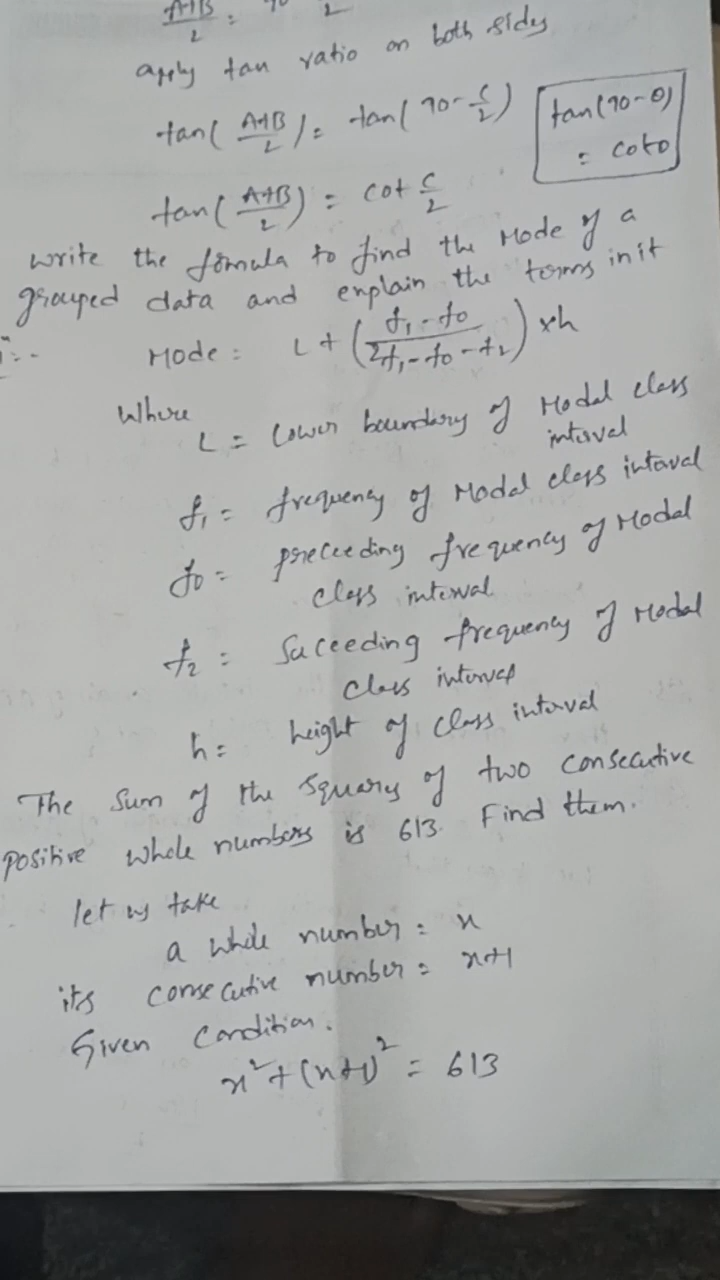 A+B/2 = 90 2
apply tan ratio on both sides
tan(A+B/2) = tan(90-C/2) tan(90-θ)
= cotθ
tan(A+B/2) = cot C/2
write the formula to find the Mode of a
grouped data and explain the terms in it
:- Mode = L + (f₁-f₀/2f₁-f₀-f₂) xh
Where
L = Lower boundary of Modal class
interval
f₁ = frequency of Modal class interval
f₀ = preceeding frequency of Modal
class interval
f₂ = Suceeding frequency of Modal
class interval
h = height of class interval
The Sum of the squares of two consecutive
positive whole numbers is 613. Find them.
let us take
a whole number = x
its consecutive number = x+1
Given Condition.
x²+(x+1)² = 613